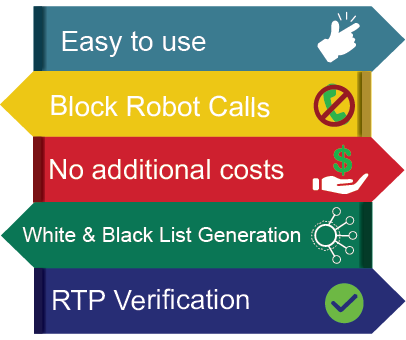 Easy to use
Block Robot Calls
No additional costs
White & Black List Generation
RTP Verification